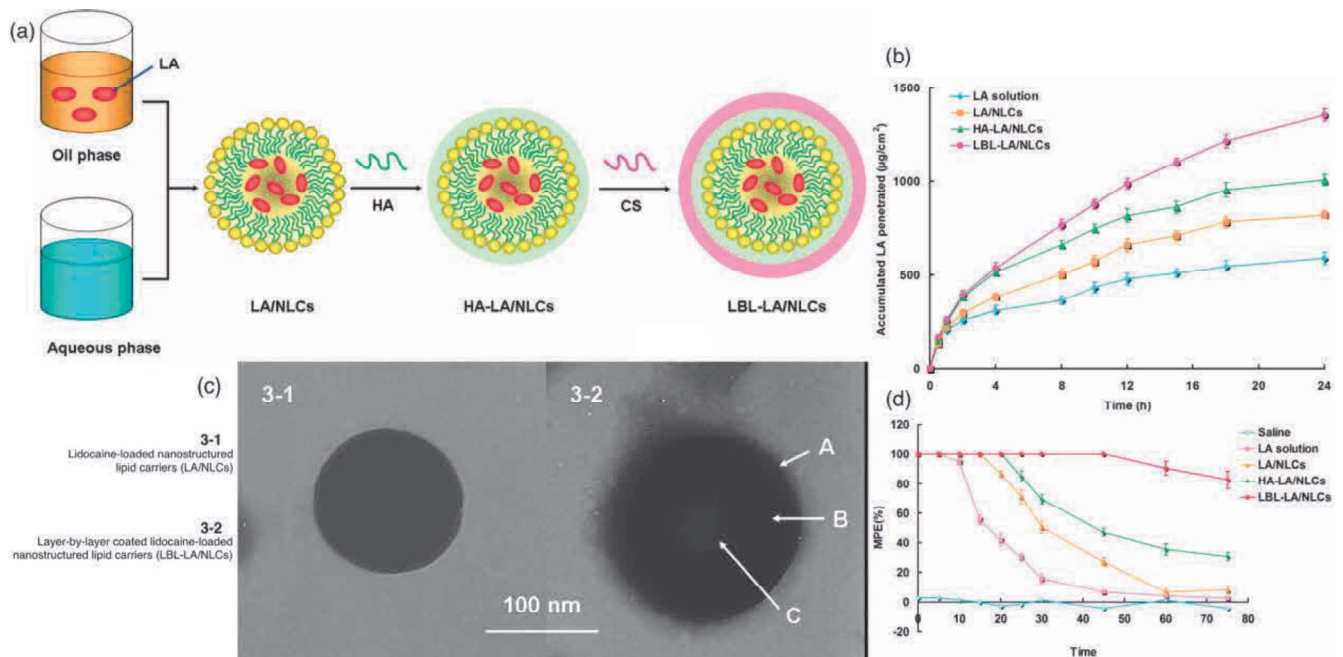 (a)
LA
Oil phase
Aqueous phase
HA
CS
LA/NLCs
HA-LA/NLCs
LBL-LA/NLCs
(b)
LA solution
LA/NLCs
HA-LA/NLCs
LBL-LA/NLCs
Accumulated LA penetrated (µg/cm²)
1500
1000
500
0
0 4 8 12 16 20 24
Time (h)
(c)
3-1
3-2
3-1
Lidocaine-loaded nanostructured
lipid carriers (LA/NLCs)
3-2
Layer-by-layer coated lidocaine-loaded
nanostructured lipid carriers (LBL-LA/NLCs)
A
B
C
100 nm
(d)
Saline
LA solution
LA/NLCs
HA-LA/NLCs
LBL-LA/NLCs
MPE(%)
120
100
80
60
40
20
0
-20
0 10 20 30 40 50 60 70 80
Time